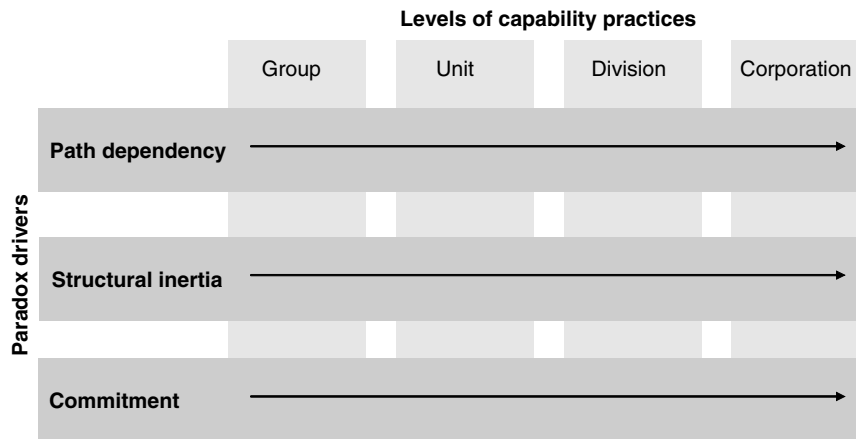 Levels of capability practices
Group Unit Division Corporation
Paradox drivers
Path dependency
Structural inertia
Commitment